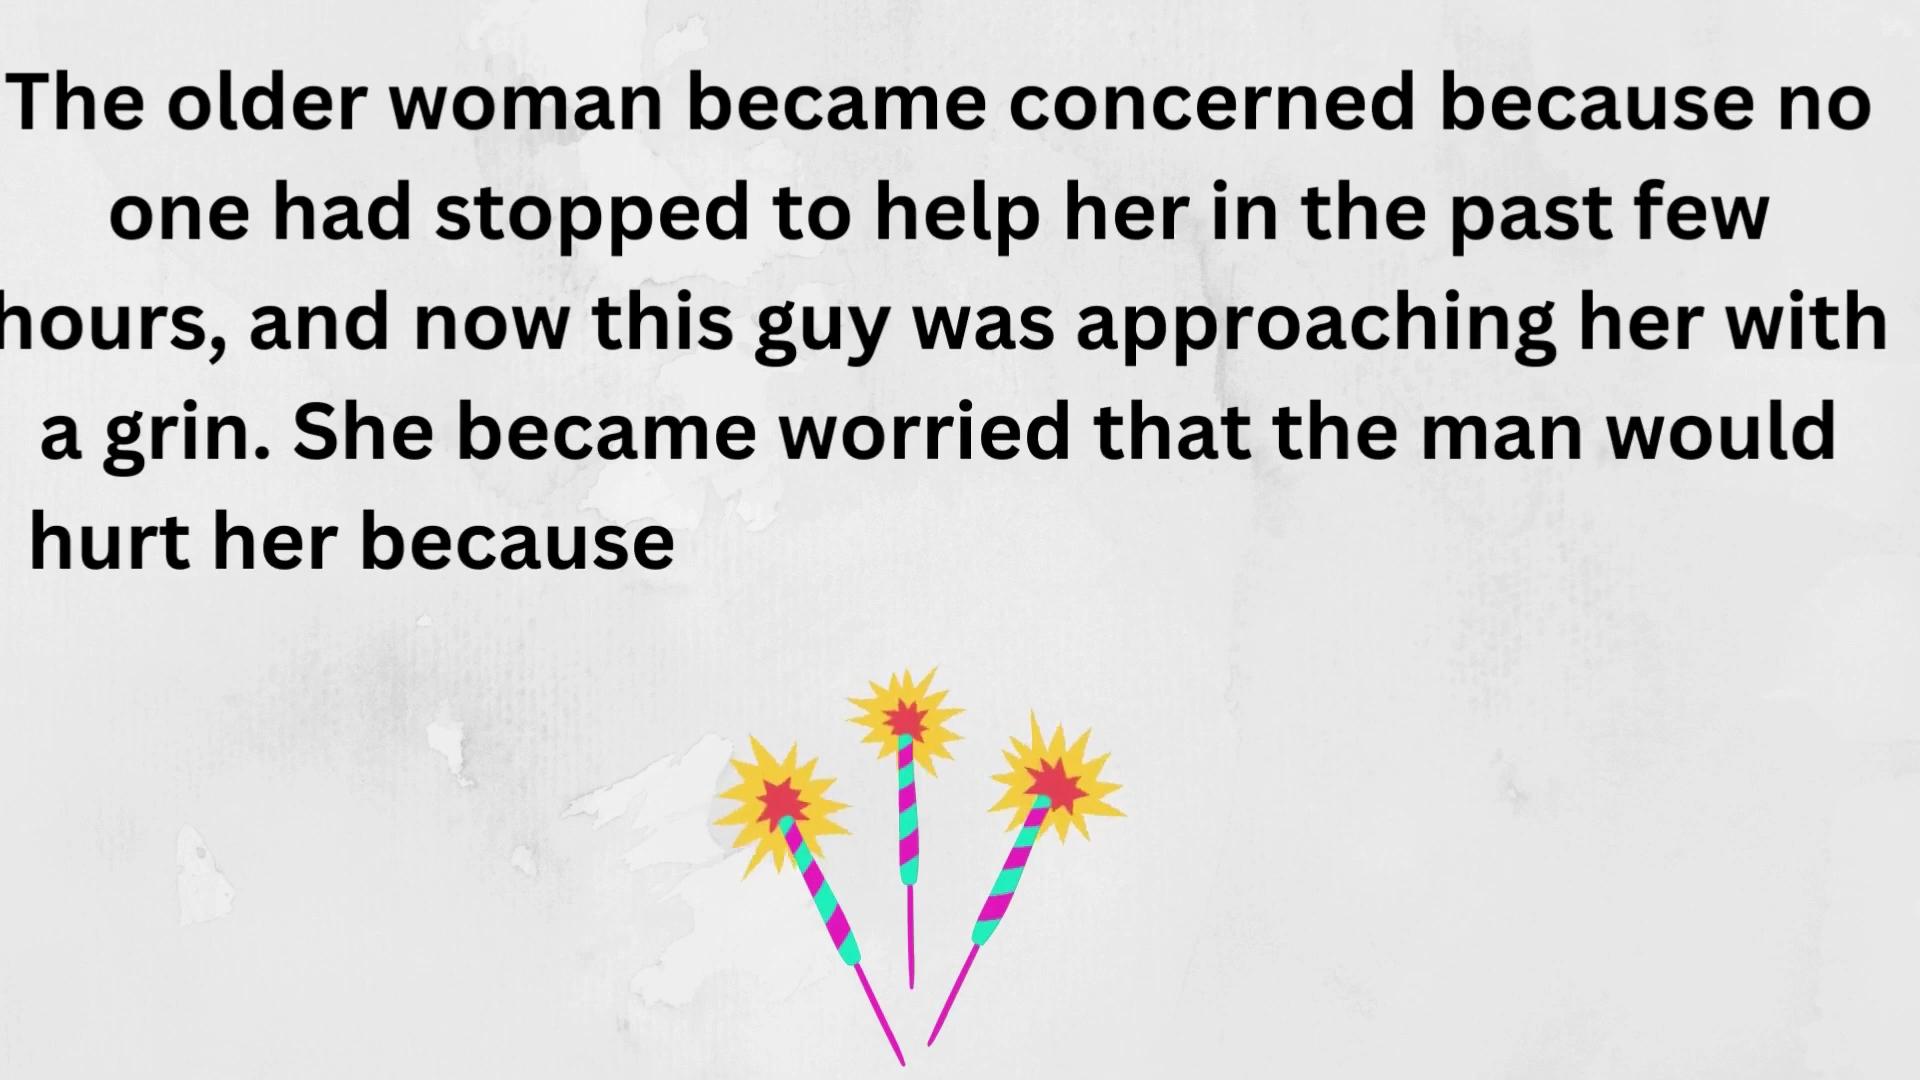 The older woman became concerned because no
one had stopped to help her in the past few
hours, and now this guy was approaching her with
a grin. She became worried that the man would
hurt her because